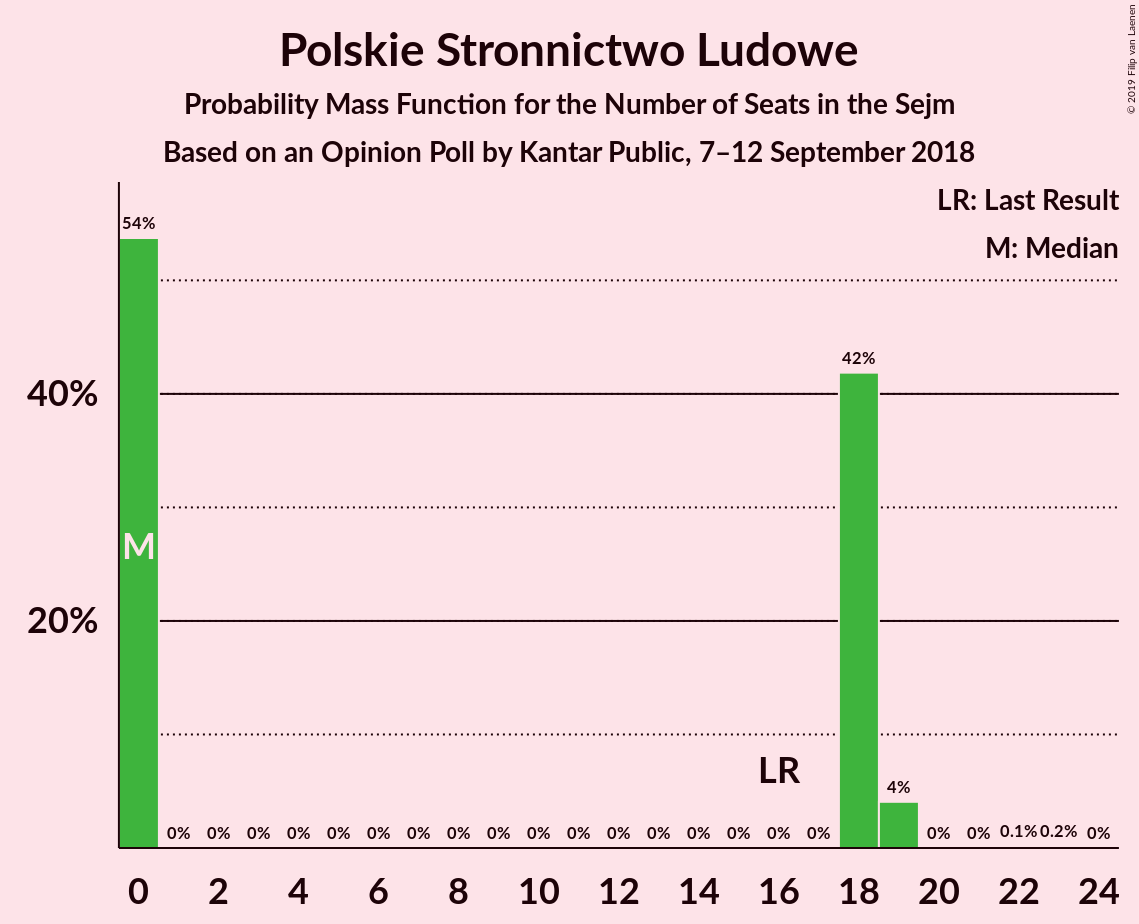 Polskie Stronnictwo Ludowe
Probability Mass Function for the Number of Seats in the Sejm
Based on an Opinion Poll by Kantar Public, 7–12 September 2018
© 2019 Filip van Laenen
LR: Last Result
M: Median
54%
42%
40%
M
20%
LR
4%
0% 0% 0% 0% 0% 0% 0% 0% 0% 0% 0% 0% 0% 0% 0% 0% 0% 0% 0% 0.1% 0.2% 0%
0 2 4 6 8 10 12 14 16 18 20 22 24